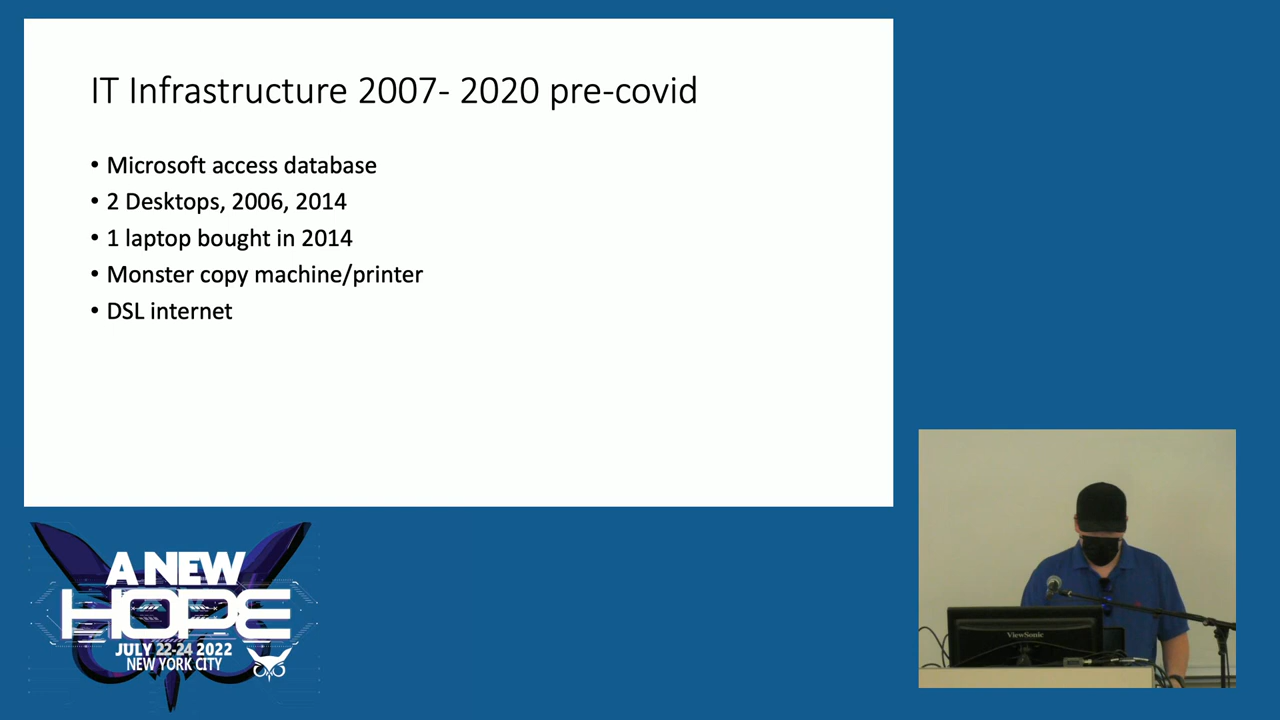 IT Infrastructure 2007- 2020 pre-covid
• Microsoft access database
• 2 Desktops, 2006, 2014
• 1 laptop bought in 2014
• Monster copy machine/printer
• DSL internet
A NEW
HOPE
JULY 22-24 2022
NEW YORK CITY
ViewSonic